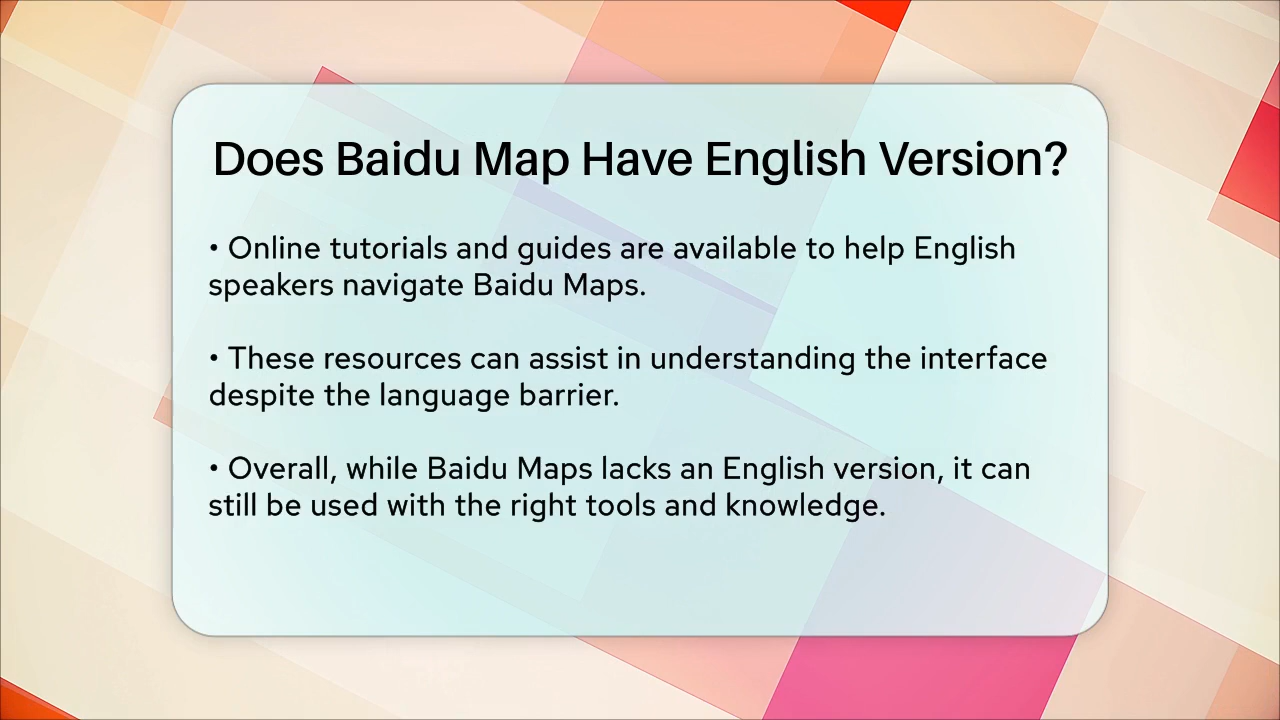 Does Baidu Map Have English Version?
• Online tutorials and guides are available to help English
speakers navigate Baidu Maps.
• These resources can assist in understanding the interface
despite the language barrier.
• Overall, while Baidu Maps lacks an English version, it can
still be used with the right tools and knowledge.